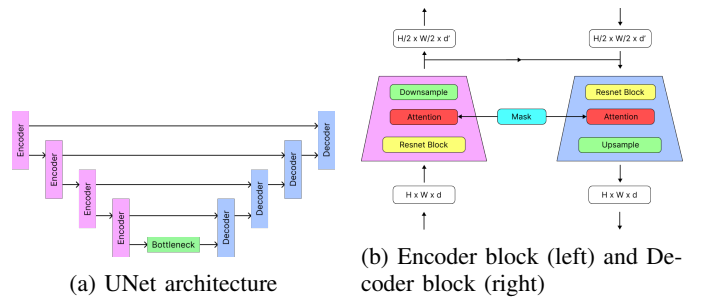 Encoder
Encoder
Encoder
Encoder
Bottleneck
Decoder
Decoder
Decoder
Decoder
(a) UNet architecture
H/2 x W/2 x d'
H/2 x W/2 x d'
Downsample
Attention
Resnet Block
Mask
Resnet Block
Attention
Upsample
H x W x d
H x W x d
(b) Encoder block (left) and De-
coder block (right)